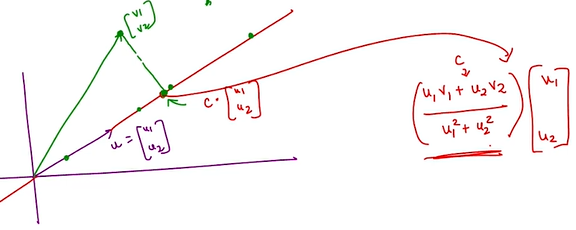 [v1
v2]
u = [u1
u2]
c · [u1
u2]
c
(u1v1 + u2v2
u1² + u2²)
[u1
u2]